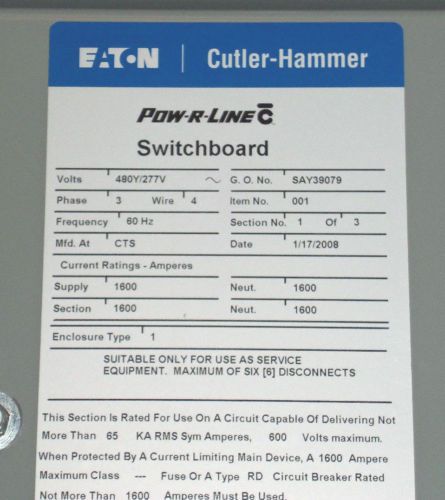 EATON | Cutler-Hammer
POW-R-LINE C
Switchboard
Volts 480Y/277V ~ G. O. No. SAY39079
Phase 3 Wire 4 Item No. 001
Frequency 60 Hz Section No. 1 Of 3
Mfd. At CTS Date 1/17/2008
Current Ratings - Amperes
Supply 1600 Neut. 1600
Section 1600 Neut. 1600
Enclosure Type 1
SUITABLE ONLY FOR USE AS SERVICE
EQUIPMENT. MAXIMUM OF SIX [6] DISCONNECTS
This Section Is Rated For Use On A Circuit Capable Of Delivering Not
More Than 65 KA RMS Sym Amperes, 600 Volts maximum.
When Protected By A Current Limiting Main Device, A 1600 Ampere
Maximum Class --- Fuse Or A Type RD Circuit Breaker Rated
Not More Than 1600 Amperes Must Be Used.